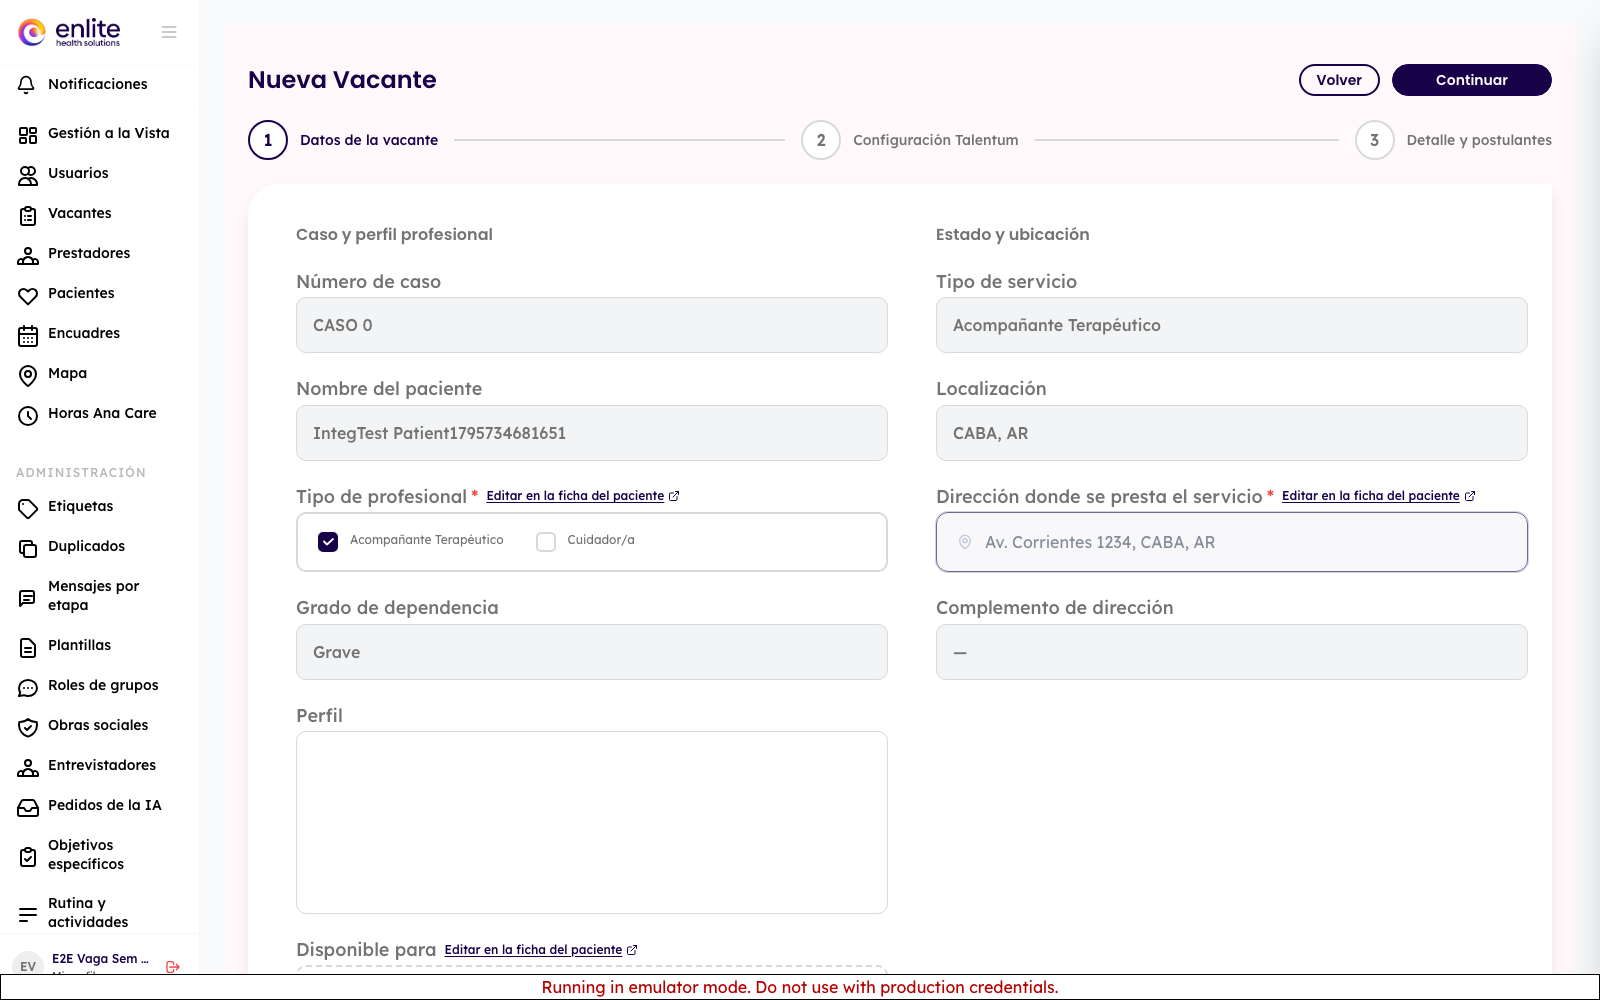 enlite
health solutions
Notificaciones
Gestión a la Vista
Usuarios
Vacantes
Prestadores
Pacientes
Encuadres
Mapa
Horas Ana Care
ADMINISTRACIÓN
Etiquetas
Duplicados
Mensajes por
etapa
Plantillas
Roles de grupos
Obras sociales
Entrevistadores
Pedidos de la IA
Objetivos
específicos
Rutina y
actividades
EV
E2E Vaga Sem ...
Nueva Vacante
Volver
Continuar
1 Datos de la vacante
2 Configuración Talentum
3 Detalle y postulantes
Caso y perfil profesional
Número de caso
CASO 0
Nombre del paciente
IntegTest Patient1795734681651
Tipo de profesional * Editar en la ficha del paciente
Acompañante Terapéutico
Cuidador/a
Grado de dependencia
Grave
Perfil
Disponible para Editar en la ficha del paciente
Estado y ubicación
Tipo de servicio
Acompañante Terapéutico
Localización
CABA, AR
Dirección donde se presta el servicio * Editar en la ficha del paciente
Av. Corrientes 1234, CABA, AR
Complemento de dirección
—
Running in emulator mode. Do not use with production credentials.